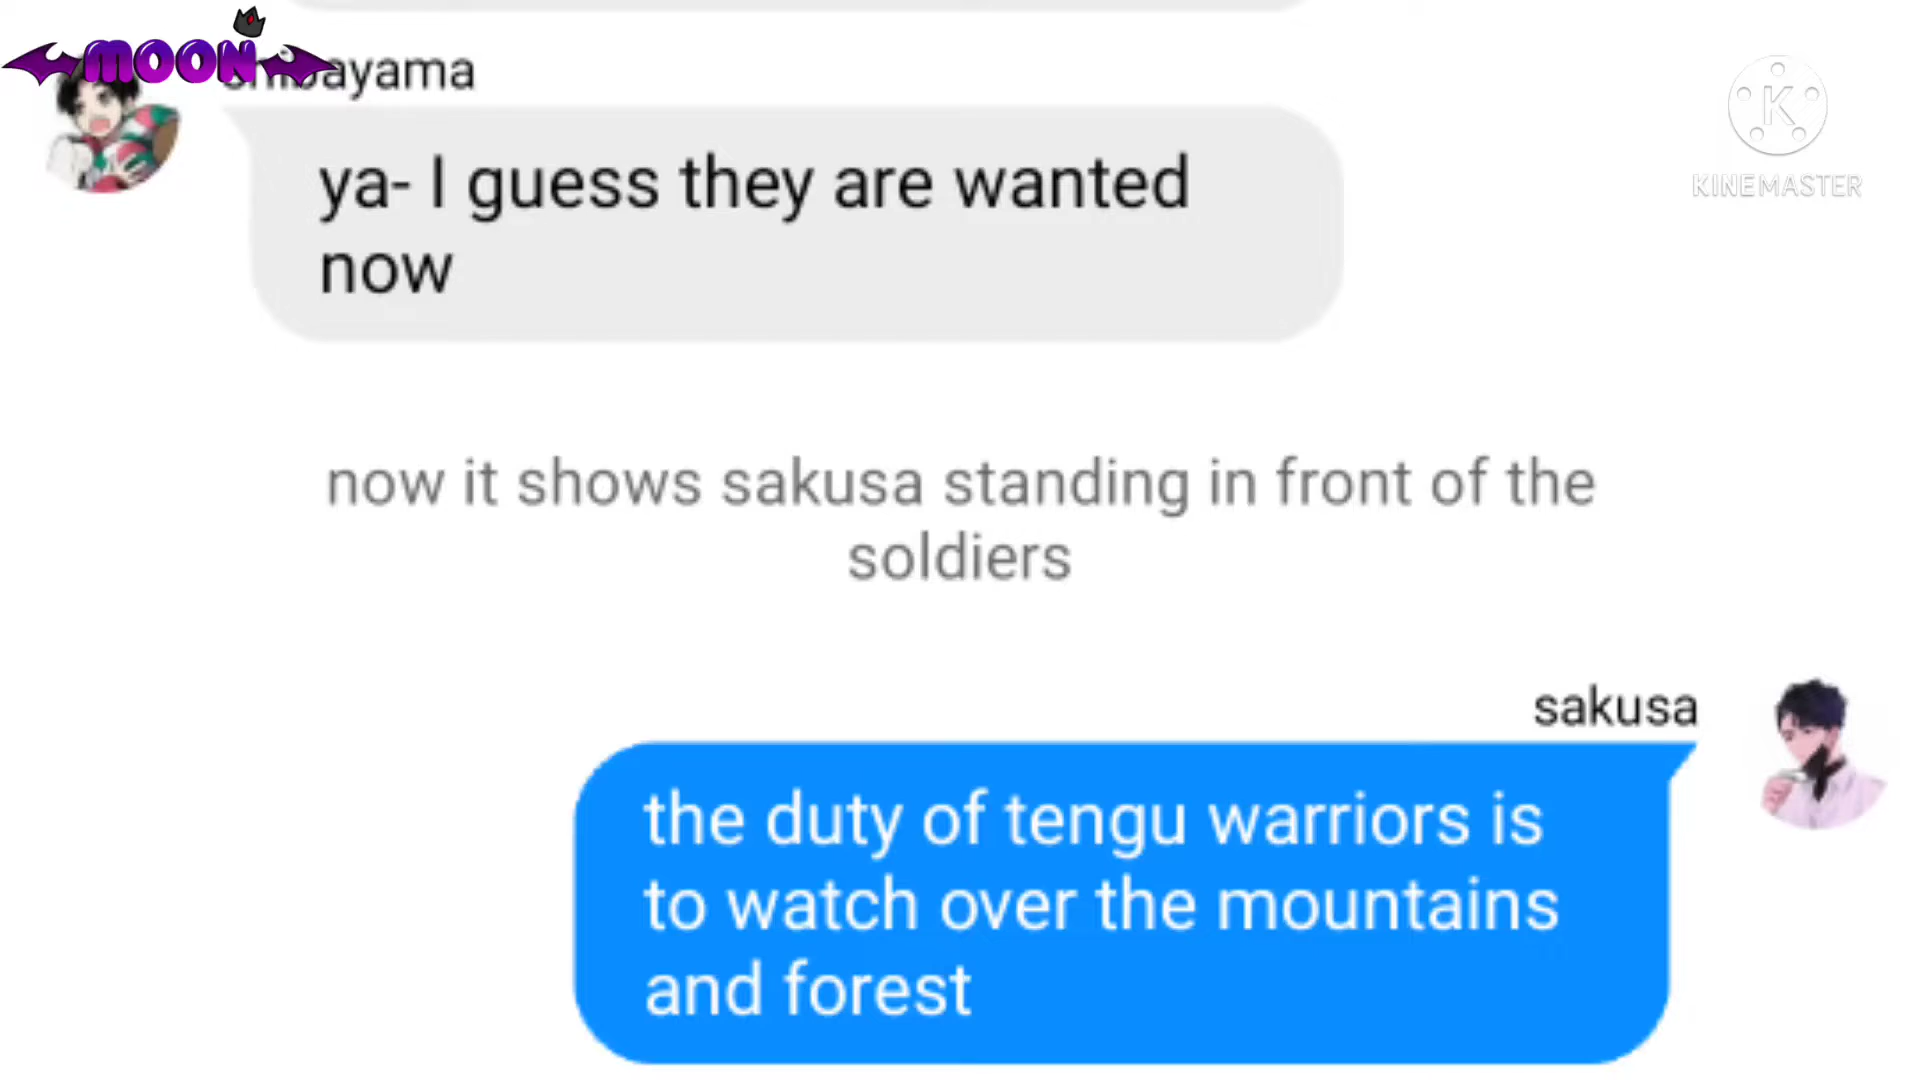 MOON
shibayama
KINEMASTER
ya- I guess they are wanted
now
now it shows sakusa standing in front of the
soldiers
sakusa
the duty of tengu warriors is
to watch over the mountains
and forest